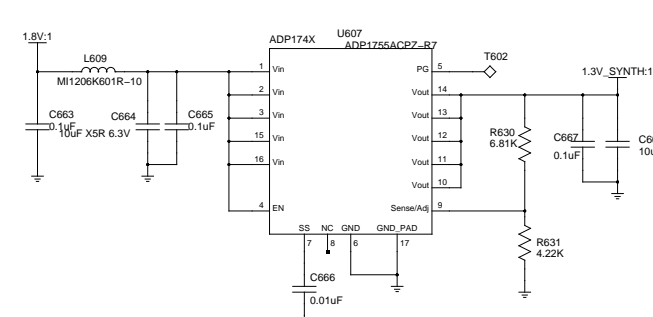 1.8V:1
ADP174X
U607
ADP1755ACPZ-R7
L609
MI1206K601R-10
T602
1.3V_SYNTH:1
1 Vin
PG 5
2 Vin
Vout 14
3 Vin
Vout 13
15 Vin
Vout 12
16 Vin
Vout 11
Vout 10
4 EN
Sense/Adj 9
SS NC GND GND_PAD
7 8 6 17
C663
0.1uF
C664
10uF X5R 6.3V
C665
0.1uF
R630
6.81K
C667
0.1uF
R631
4.22K
C666
0.01uF